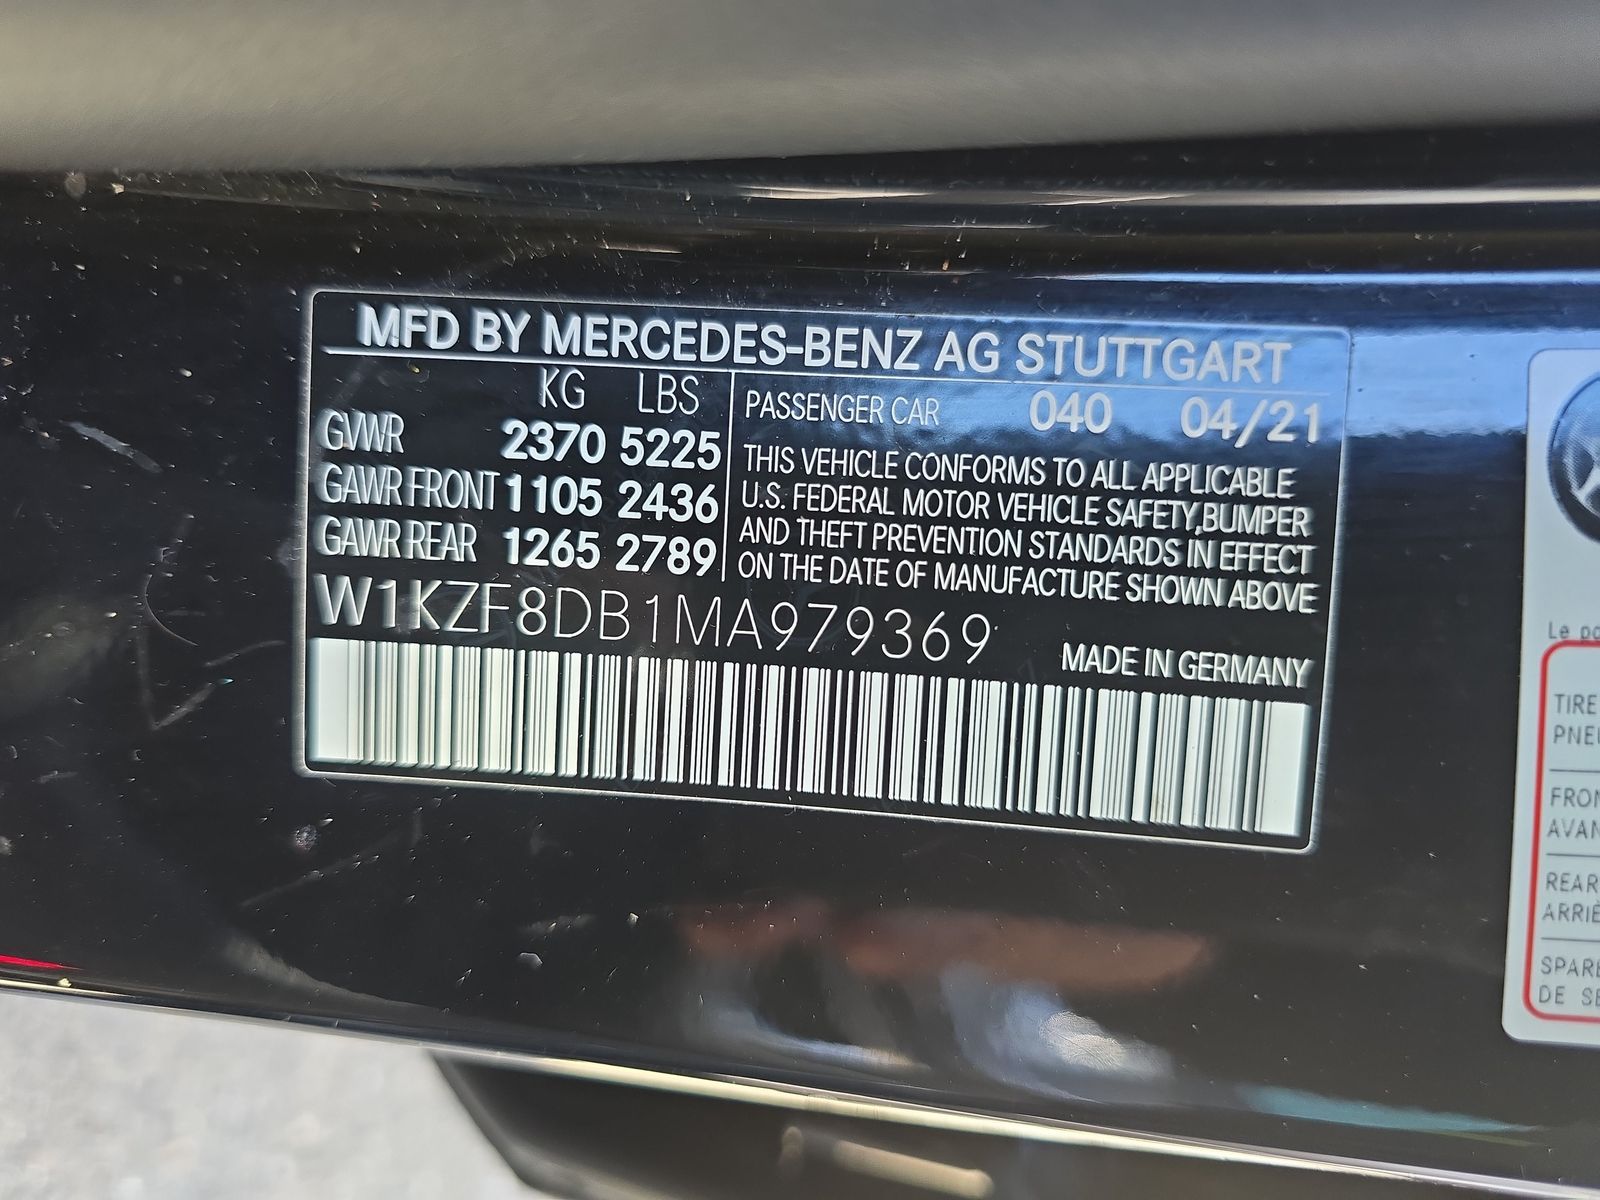 MFD BY MERCEDES-BENZ AG STUTTGART
KG LBS
GVWR 2370 5225
GAWR FRONT 1105 2436
GAWR REAR 1265 2789
PASSENGER CAR 040 04/21
THIS VEHICLE CONFORMS TO ALL APPLICABLE
U.S. FEDERAL MOTOR VEHICLE SAFETY,BUMPER
AND THEFT PREVENTION STANDARDS IN EFFECT
ON THE DATE OF MANUFACTURE SHOWN ABOVE
W1KZF8DB1MA979369
MADE IN GERMANY
Le
TIRE
FRON
AVAN
REAR
ARRIÈ
SPARE
DE SE